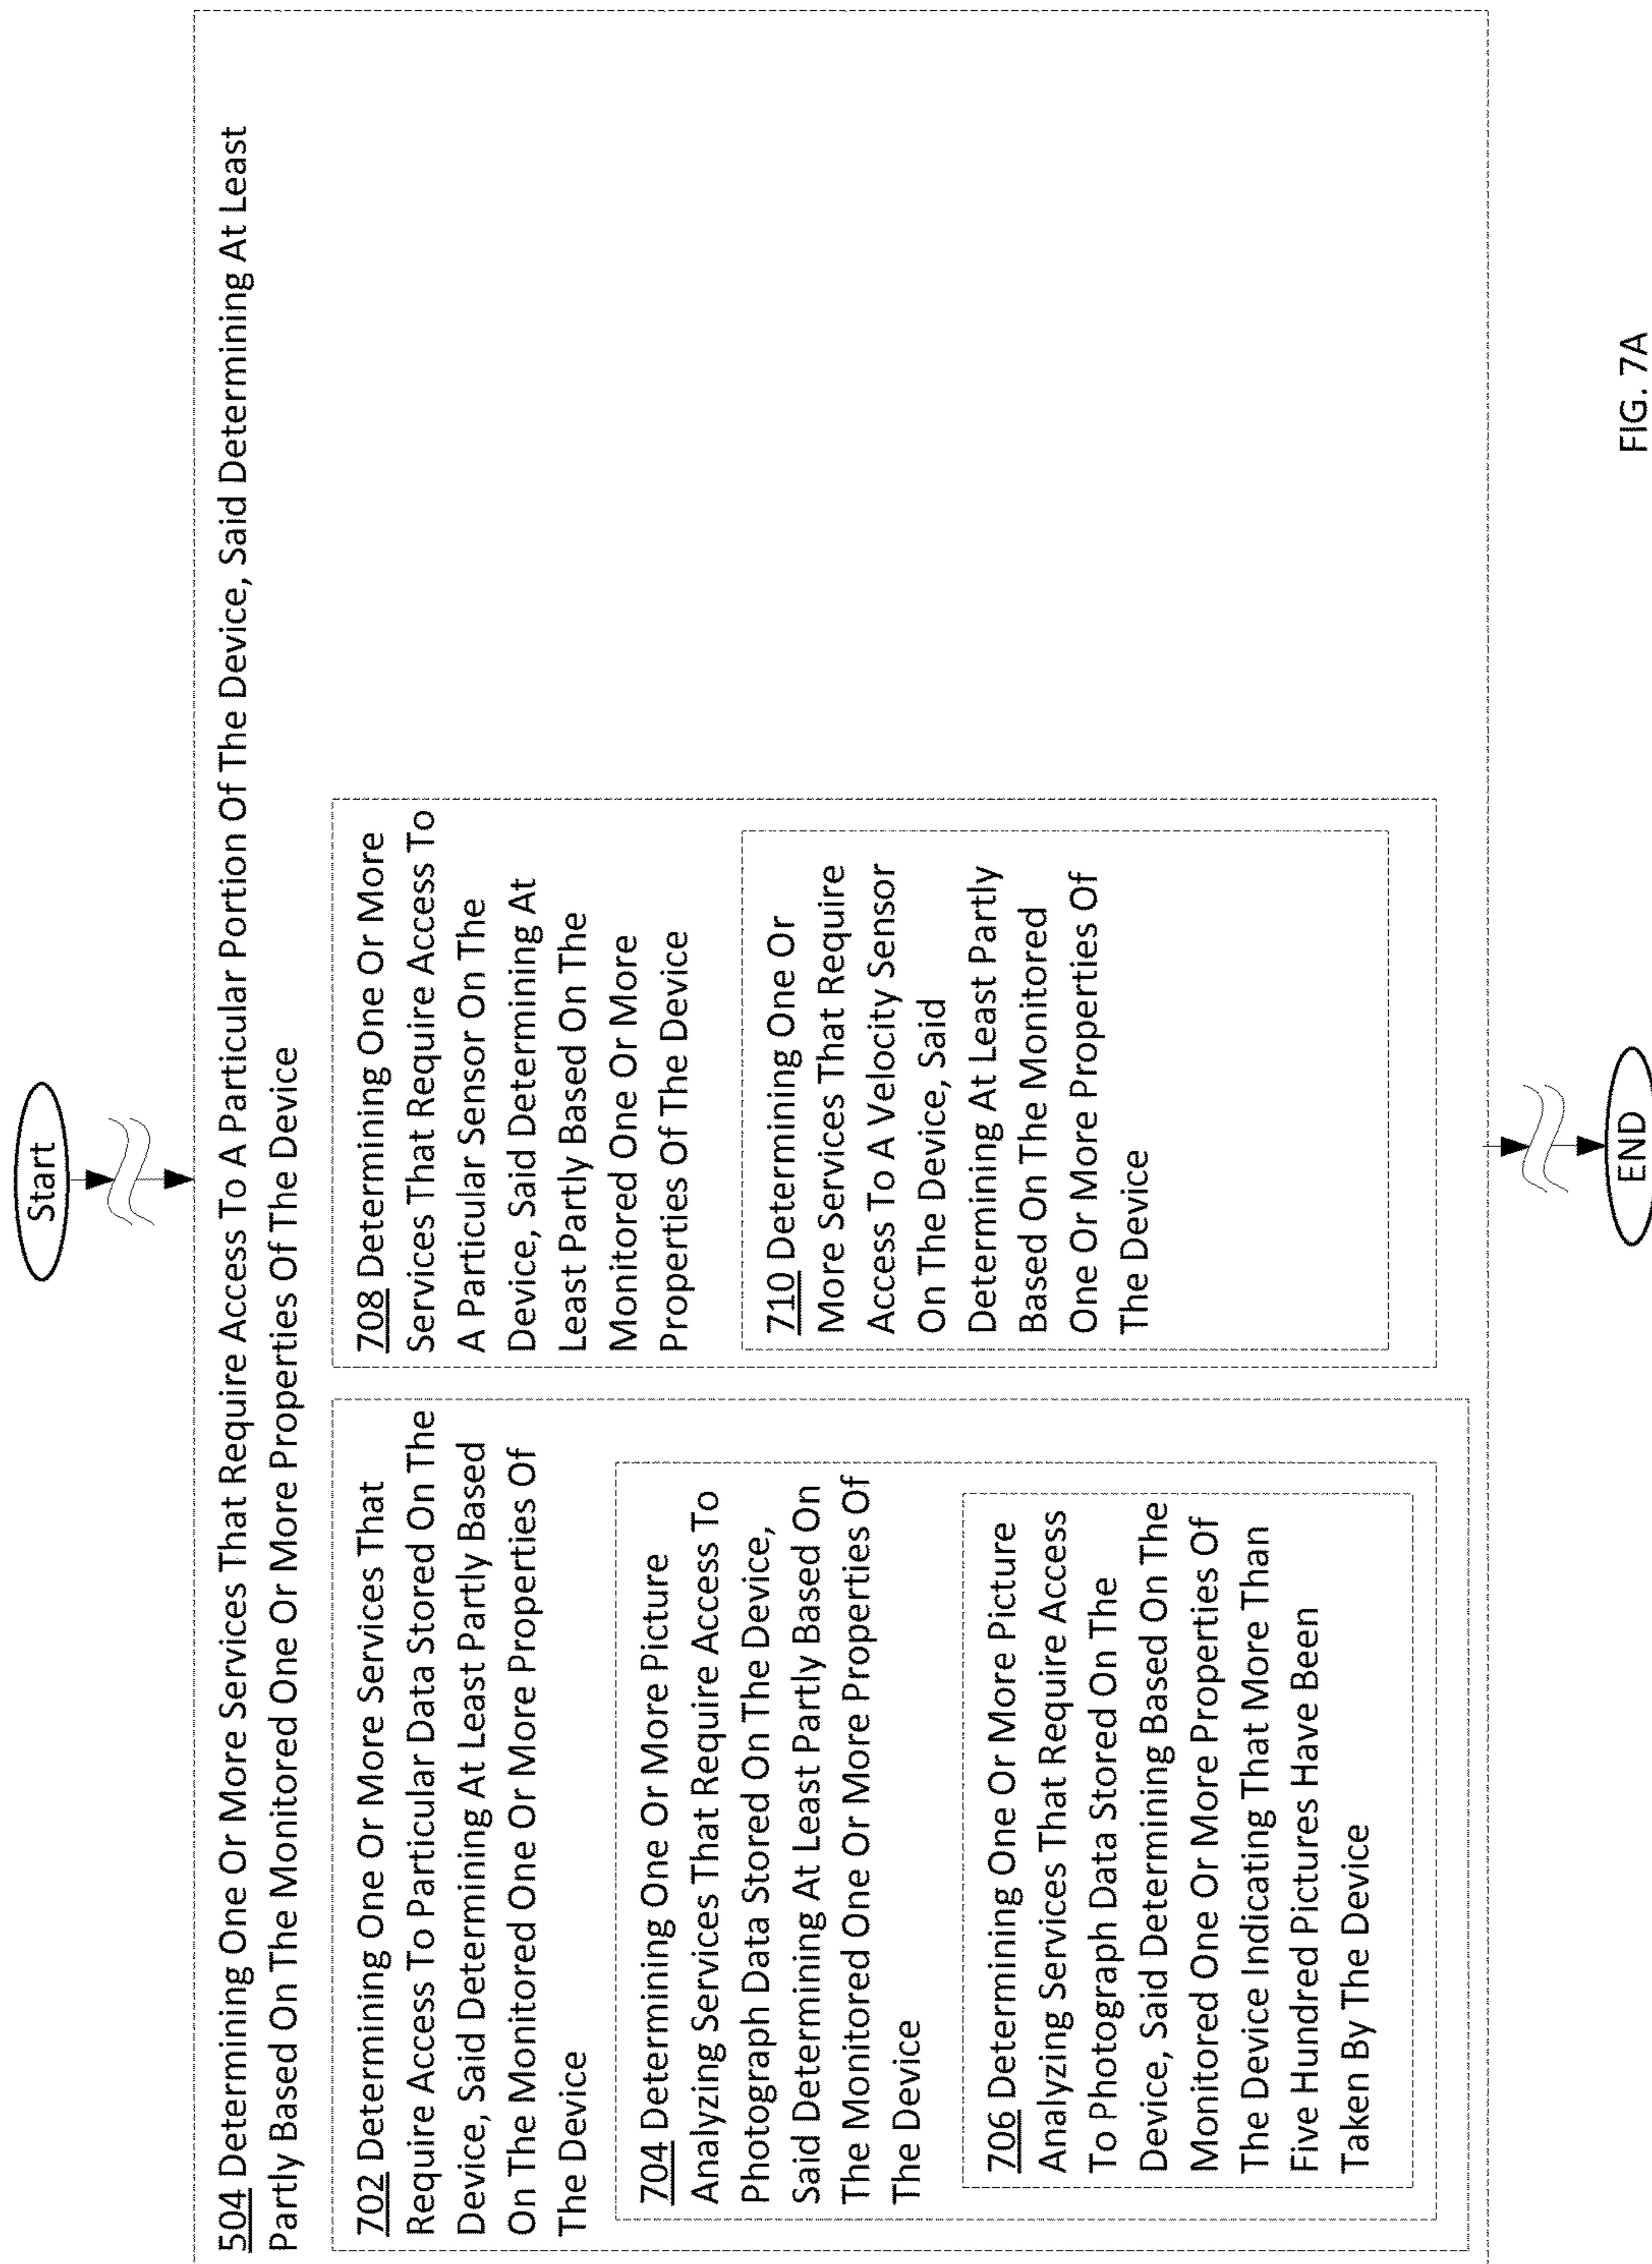 Start
504 Determining One Or More Services That Require Access To A Particular Portion Of The Device, Said Determining At Least
Partly Based On The Monitored One Or More Properties Of The Device
702 Determining One Or More Services That
Require Access To Particular Data Stored On The
Device, Said Determining At Least Partly Based
On The Monitored One Or More Properties Of
The Device
704 Determining One Or More Picture
Analyzing Services That Require Access To
Photograph Data Stored On The Device,
Said Determining At Least Partly Based On
The Monitored One Or More Properties Of
The Device
706 Determining One Or More Picture
Analyzing Services That Require Access
To Photograph Data Stored On The
Device, Said Determining Based On The
Monitored One Or More Properties Of
The Device Indicating That More Than
Five Hundred Pictures Have Been
Taken By The Device
708 Determining One Or More
Services That Require Access To
A Particular Sensor On The
Device, Said Determining At
Least Partly Based On The
Monitored One Or More
Properties Of The Device
710 Determining One Or
More Services That Require
Access To A Velocity Sensor
On The Device, Said
Determining At Least Partly
Based On The Monitored
One Or More Properties Of
The Device
END
FIG. 7A